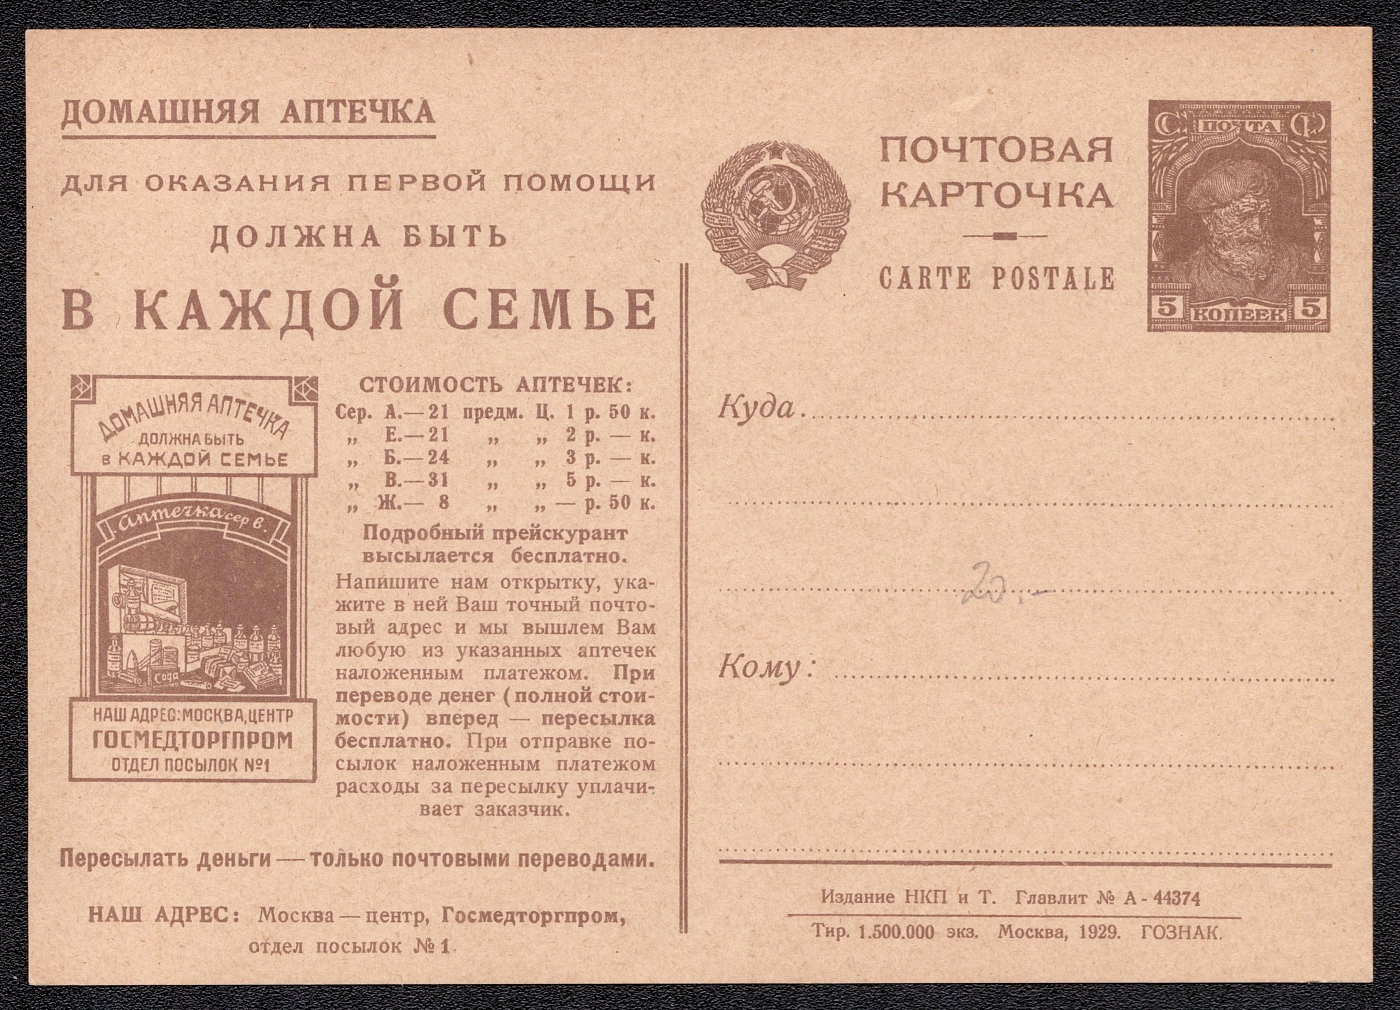 ДОМАШНЯЯ АПТЕЧКА
ДЛЯ ОКАЗАНИЯ ПЕРВОЙ ПОМОЩИ
ДОЛЖНА БЫТЬ
В КАЖДОЙ СЕМЬЕ
ДОМАШНЯЯ АПТЕЧКА
ДОЛЖНА БЫТЬ
в КАЖДОЙ СЕМЬЕ
Аптечка сер в.
Сода
НАШ АДРЕС: МОСКВА, ЦЕНТР
ГОСМЕДТОРГПРОМ
ОТДЕЛ ПОСЫЛОК №1
СТОИМОСТЬ АПТЕЧЕК:
Сер. А.—21 предм. Ц. 1 р. 50 к.
„ Е.—21 „ „ 2 р. — к.
„ Б.—24 „ „ 3 р. — к.
„ В.—31 „ „ 5 р. — к.
„ Ж.— 8 „ „ — р. 50 к.
Подробный прейскурант
высылается бесплатно.
Напишите нам открытку, ука-
жите в ней Ваш точный почто-
вый адрес и мы вышлем Вам
любую из указанных аптечек
наложенным платежом. При
переводе денег (полной стои-
мости) вперед — пересылка
бесплатно. При отправке по-
сылок наложенным платежом
расходы за пересылку уплачи-
вает заказчик.
Пересылать деньги — только почтовыми переводами.
НАШ АДРЕС: Москва — центр, Госмедторгпром,
отдел посылок № 1.
ПОЧТОВАЯ
КАРТОЧКА
CARTE POSTALE
ПОЧТА
5 КОПЕЕК 5
Куда.
20.–
Кому:
Издание НКП и Т. Главлит № А - 44374
Тир. 1.500.000 экз. Москва, 1929. ГОЗНАК.